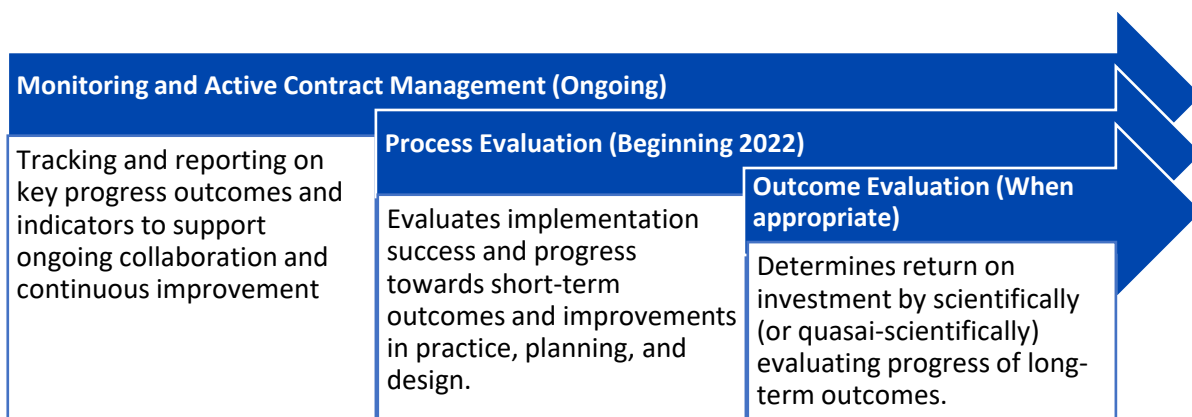 Monitoring and Active Contract Management (Ongoing)
Tracking and reporting on
key progress outcomes and
indicators to support
ongoing collaboration and
continuous improvement
Process Evaluation (Beginning 2022)
Evaluates implementation
success and progress
towards short-term
outcomes and improvements
in practice, planning, and
design.
Outcome Evaluation (When
appropriate)
Determines return on
investment by scientifically
(or quasai-scientifically)
evaluating progress of long-
term outcomes.